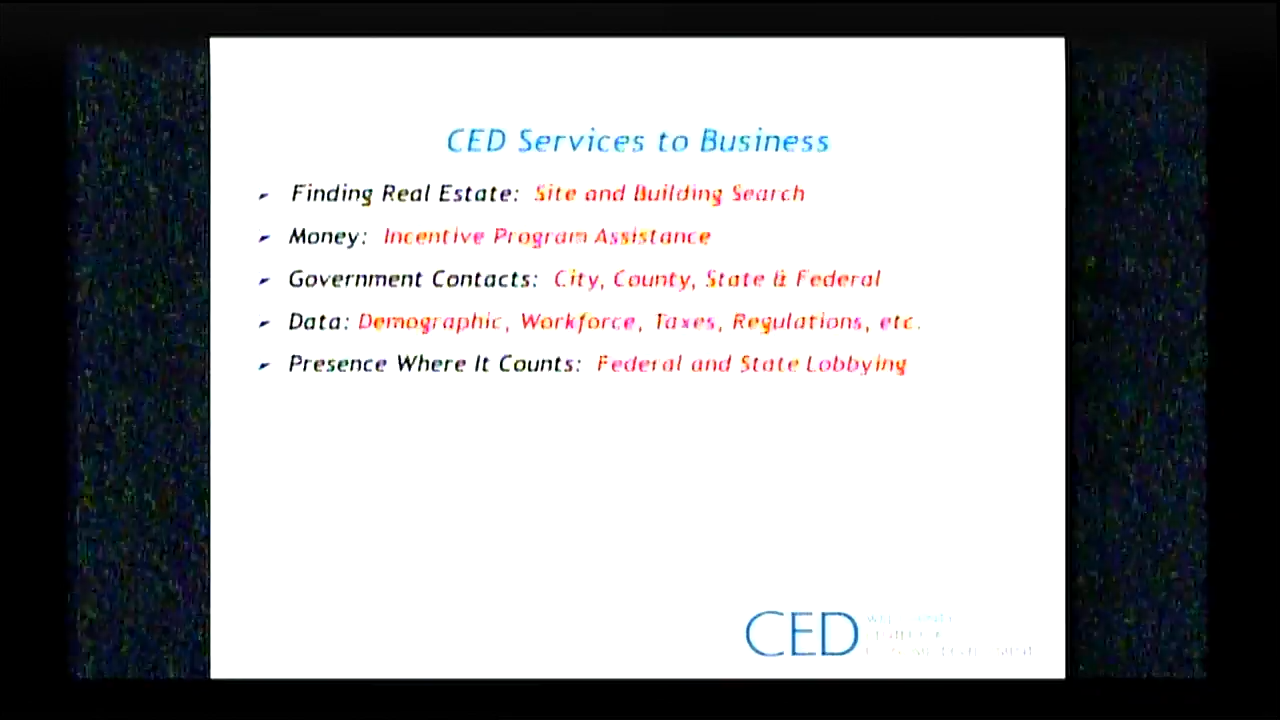 CED Services to Business
Finding Real Estate: Site and Building Search
Money: Incentive Program Assistance
Government Contacts: City, County, State & Federal
Data: Demographic, Workforce, Taxes, Regulations, etc.
Presence Where It Counts: Federal and State Lobbying
CED